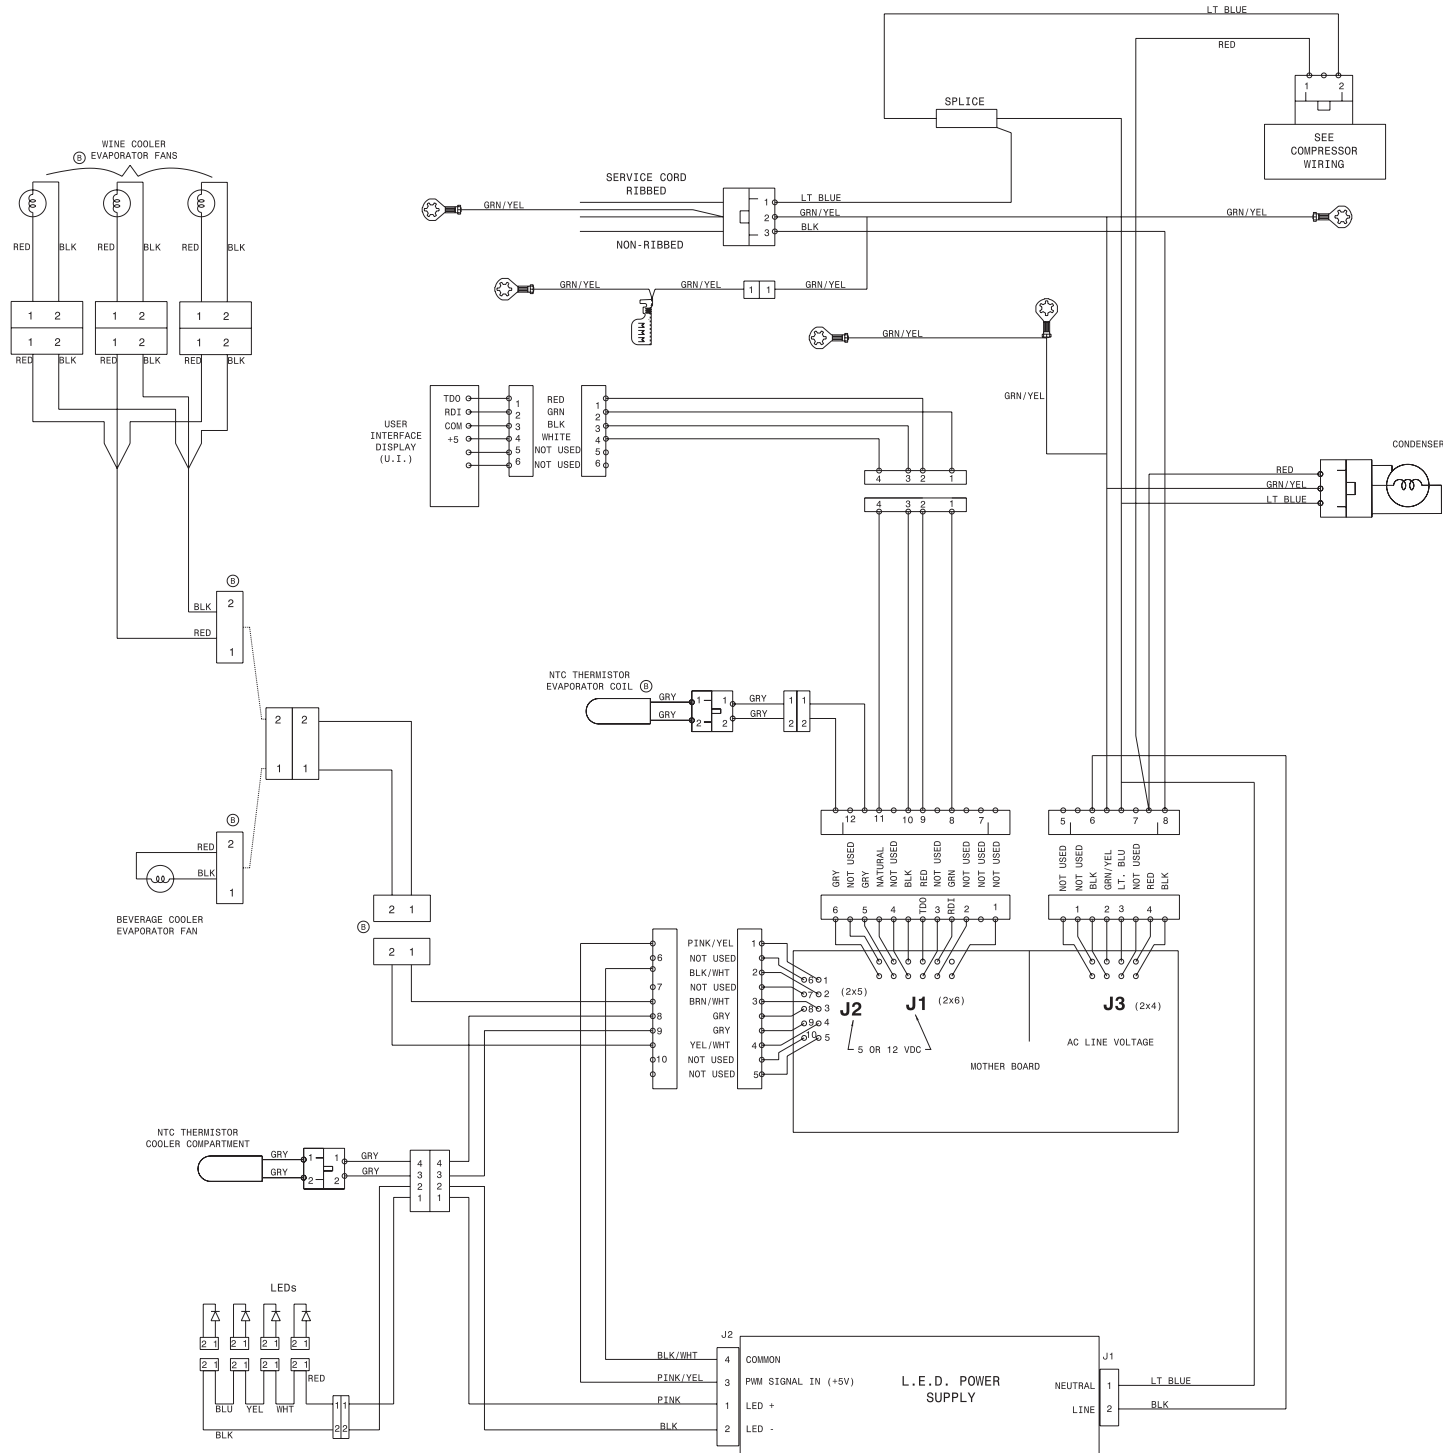 LT BLUE
RED
1 2
SPLICE
SEE
COMPRESSOR
WIRING
WINE COOLER
B EVAPORATOR FANS
SERVICE CORD
RIBBED
GRN/YEL
1 LT BLUE
2 GRN/YEL
3 BLK
GRN/YEL
NON-RIBBED
RED BLK RED BLK RED BLK
GRN/YEL GRN/YEL 1 1 GRN/YEL
1 2 1 2 1 2
1 2 1 2 1 2
RED BLK RED BLK RED BLK
GRN/YEL
GRN/YEL
USER
INTERFACE
DISPLAY
(U.I.)
TDO 1 RED 1
RDI 2 GRN 2
COM 3 BLK 3
+5 4 WHITE 4
5 NOT USED 5
6 NOT USED 6
4 3 2 1
4 3 2 1
CONDENSER
RED
GRN/YEL
LT BLUE
B
BLK 2
RED 1
NTC THERMISTOR
EVAPORATOR COIL B
GRY 1 1 GRY 1 1
GRY 2 2 GRY 2 2
2 2
1 1
B
RED 2
BLK 1
BEVERAGE COOLER
EVAPORATOR FAN
12 11 10 9 8 7
GRY NOT USED GRY NATURAL NOT USED BLK RED NOT USED GRN NOT USED NOT USED NOT USED
6 5 4 TDO 3 RDI 2 1
5 6 7 8
NOT USED NOT USED BLK GRN/YEL LT. BLU NOT USED RED BLK
1 2 3 4
2 1
B
2 1
PINK/YEL 1
6 NOT USED
BLK/WHT 2
7 NOT USED
BRN/WHT 3
8 GRY
9 GRY
YEL/WHT 4
10 NOT USED
NOT USED 5
6 1
7 2
8 3
9 4
10 5
(2x5)
J2
J1 (2x6)
5 OR 12 VDC
J3 (2x4)
AC LINE VOLTAGE
MOTHER BOARD
NTC THERMISTOR
COOLER COMPARTMENT
GRY 1 1 GRY
GRY 2 2 GRY
4 4
3 3
2 2
1 1
LEDs
2 1 2 1 2 1 2 1
2 1 2 1 2 1 2 1
RED
BLU YEL WHT
BLK
1 1
2 2
J2
BLK/WHT 4 COMMON
PINK/YEL 3 PWM SIGNAL IN (+5V)
PINK 1 LED +
BLK 2 LED -
L.E.D. POWER
SUPPLY
J1
NEUTRAL 1 LT BLUE
LINE 2 BLK